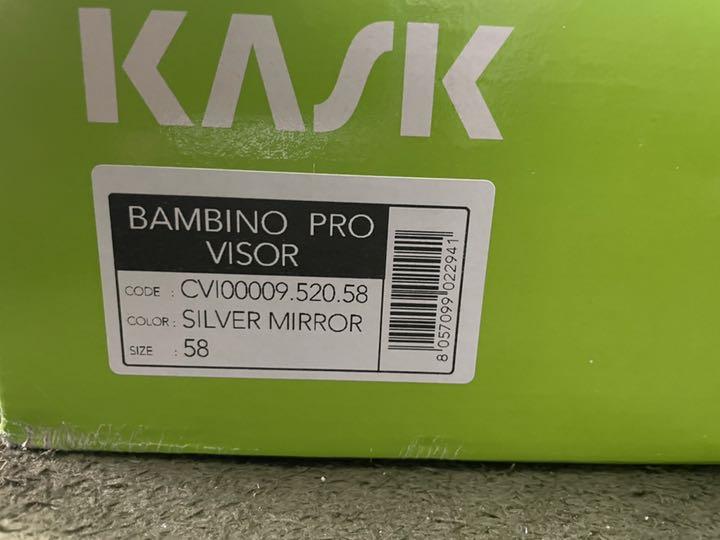 KASK
BAMBINO PRO
VISOR
CODE : CVI00009.520.58
COLOR : SILVER MIRROR
SIZE : 58
8 057099 022941